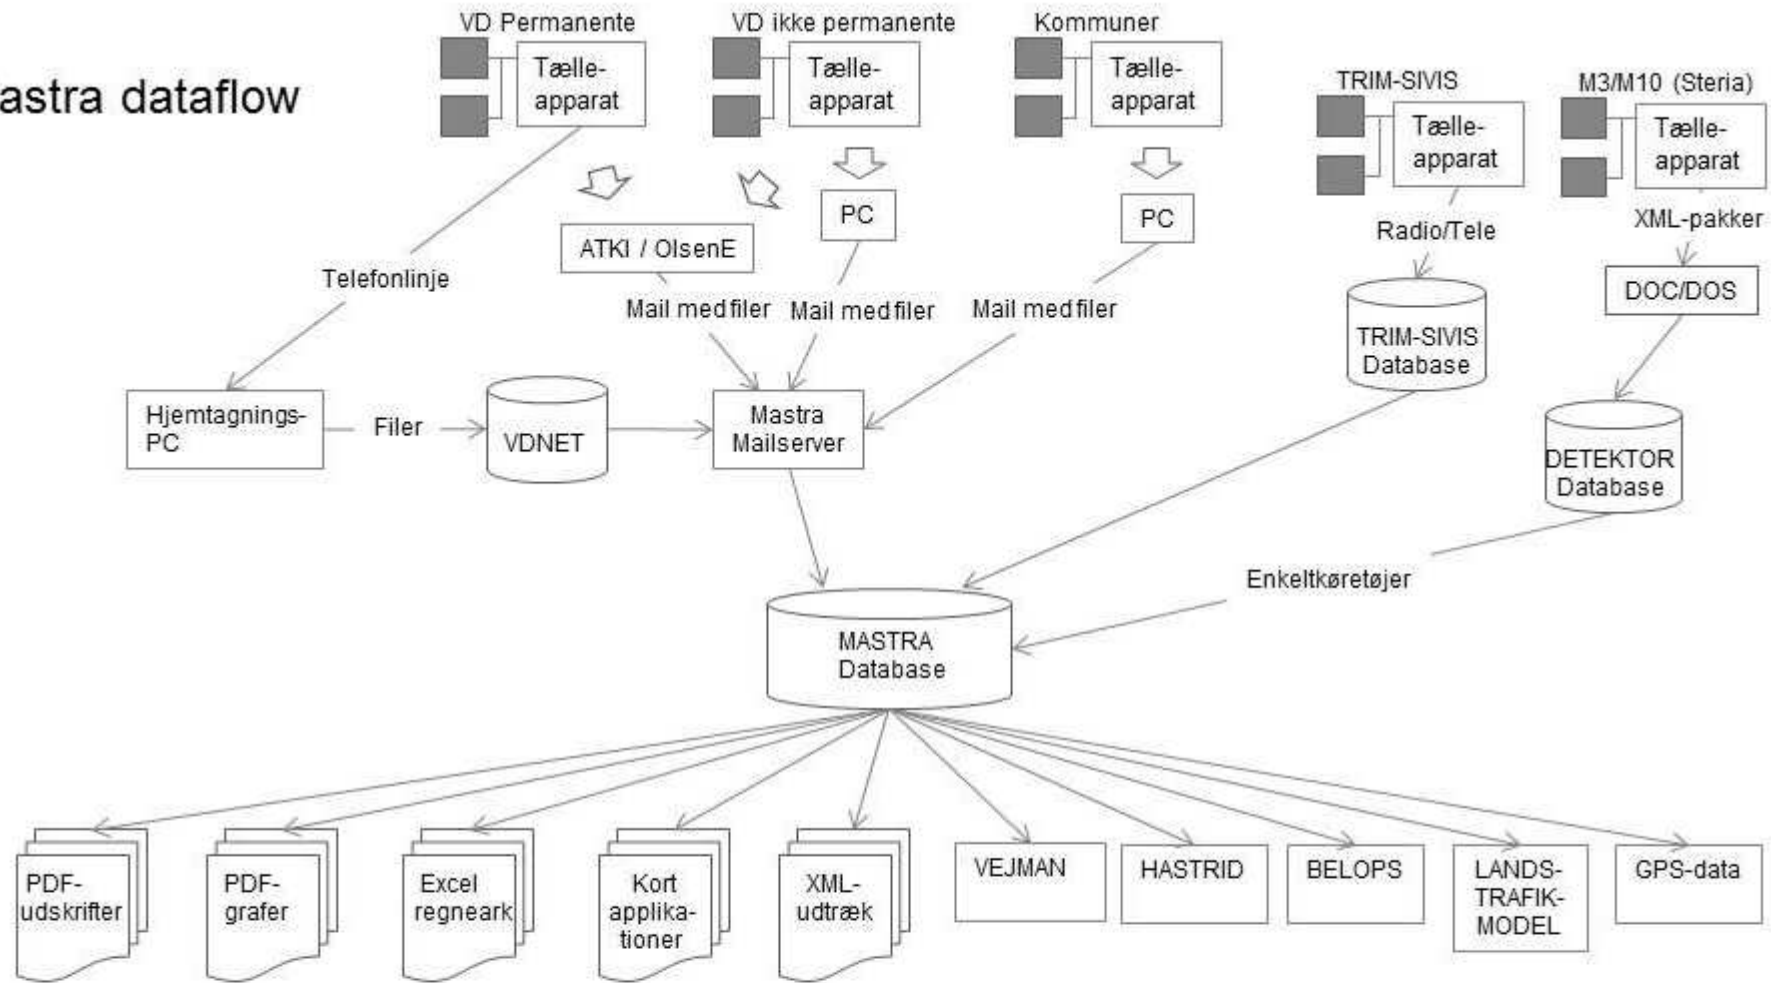 VD Permanente
VD ikke permanente
Kommuner
astra dataflow
Tælle-
apparat
Tælle-
apparat
Tælle-
apparat
TRIM-SIVIS
M3/M10 (Steria)
Tælle-
apparat
Tælle-
apparat
PC
PC
ATKI / OlsenE
Radio/Tele
XML-pakker
Telefonlinje
Mail med filer
Mail med filer
Mail med filer
DOC/DOS
TRIM-SIVIS
Database
Hjemtagnings-
PC
Filer
VDNET
Mastra
Mailserver
DETEKTOR
Database
Enkeltkøretøjer
MASTRA
Database
PDF-
udskrifter
PDF-
grafer
Excel
regneark
Kort
applika-
tioner
XML-
udtræk
VEJMAN
HASTRID
BELOPS
LANDS-
TRAFIK-
MODEL
GPS-data